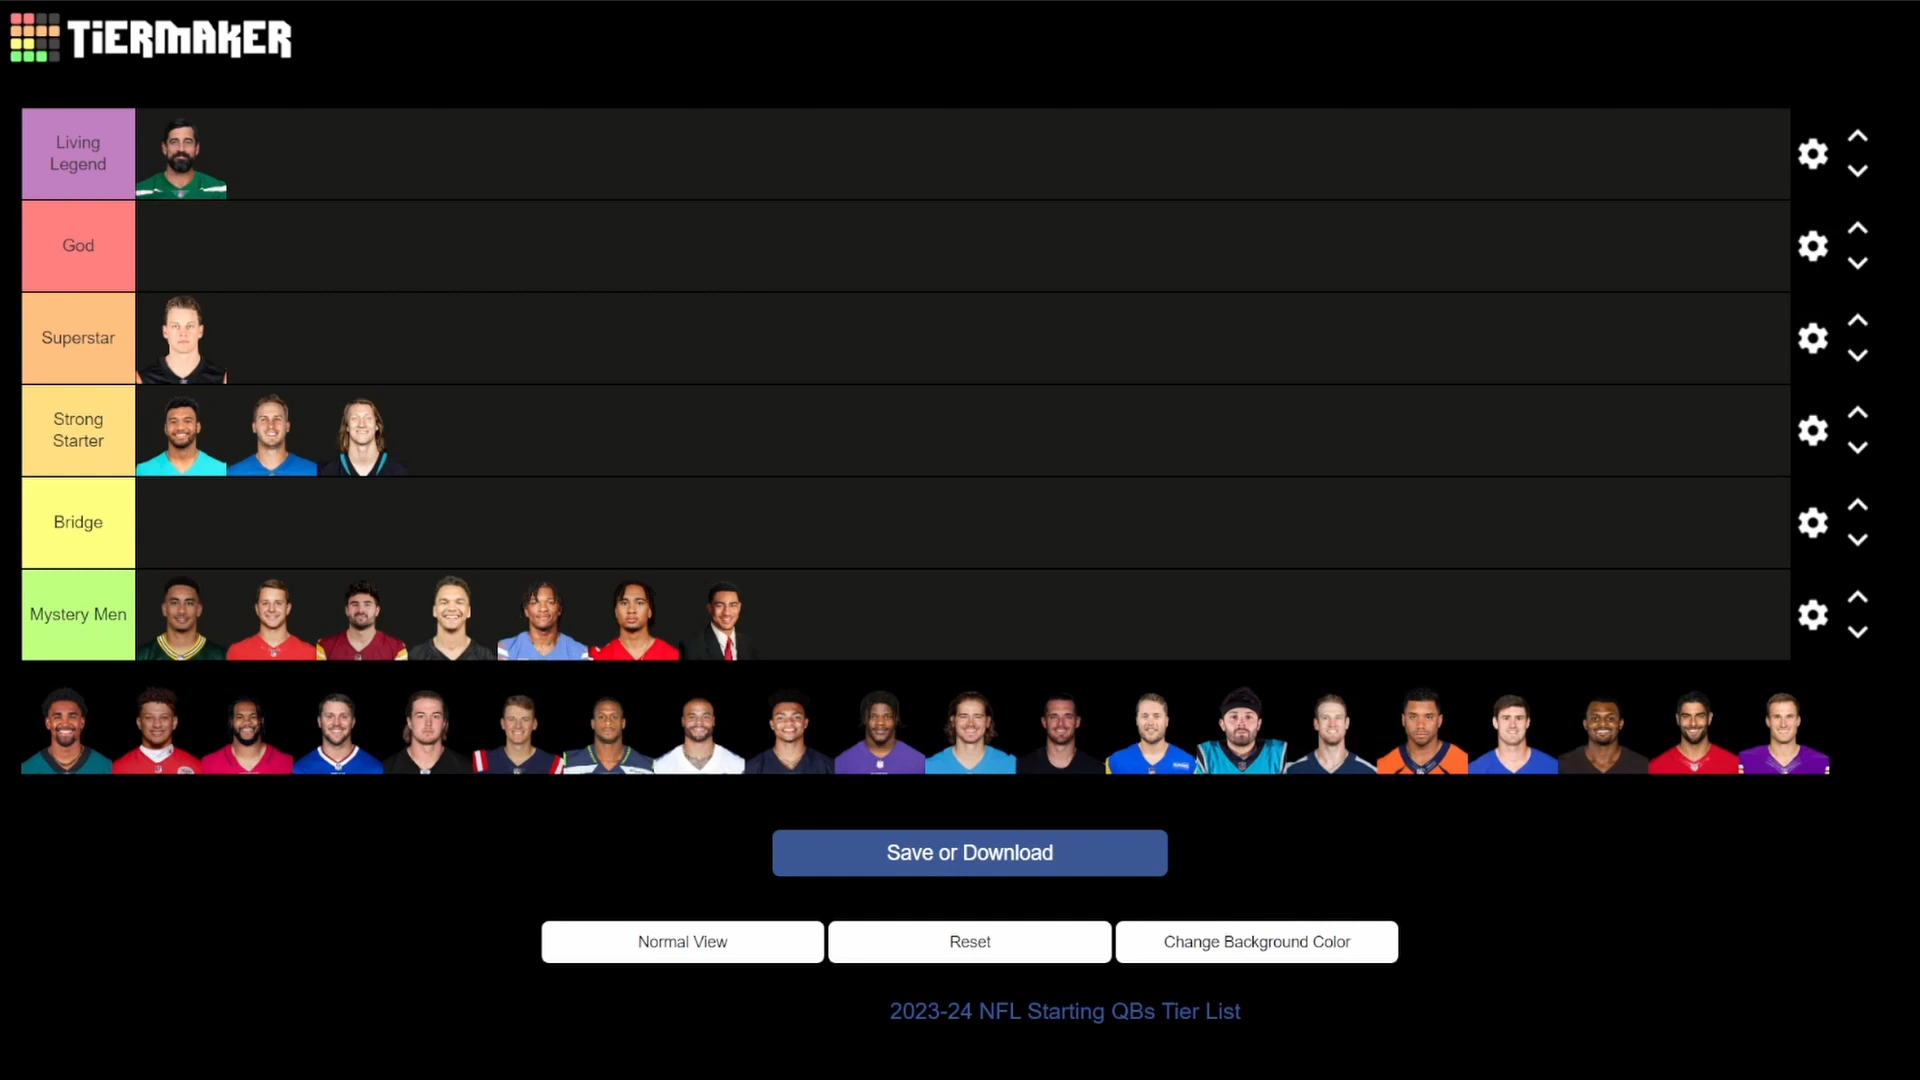 TiERMAKER
Living
Legend
God
Superstar
Strong
Starter
Bridge
Mystery Men
Save or Download
Normal View
Reset
Change Background Color
2023-24 NFL Starting QBs Tier List